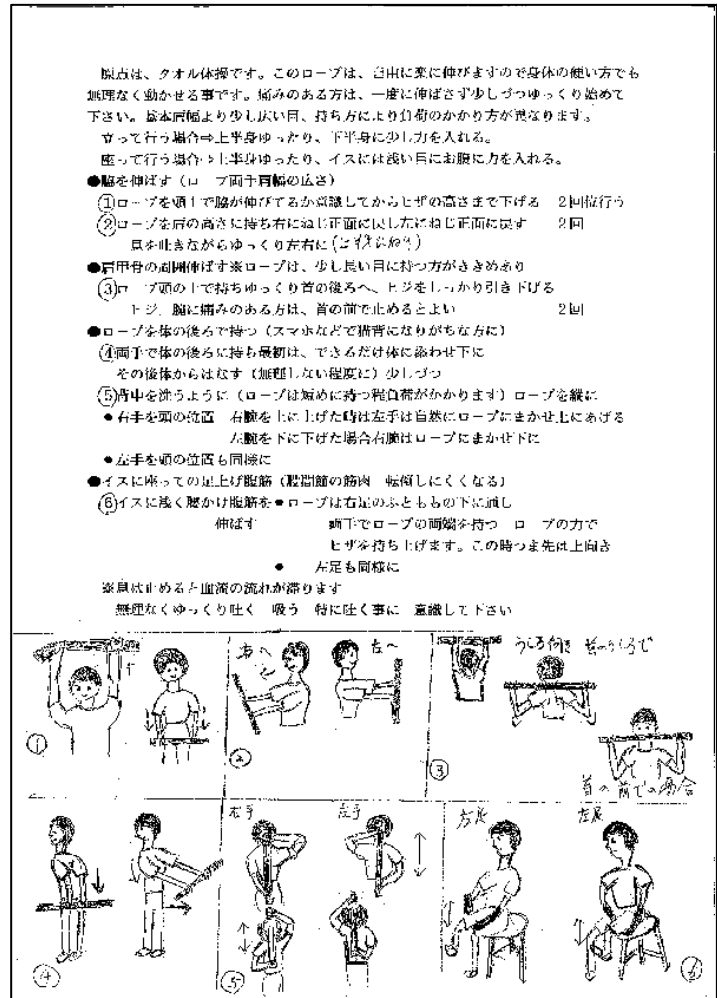 原点は、タオル体操です。このロープは、自由に楽に伸びますので身体の使い方でも
無理なく動かせる事です。痛みのある方は、一度に伸ばさず少しづつゆっくり始めて
下さい。基本肩幅より少し広い目、持ち方により負荷のかかり方が異なります。
立って行う場合⇒上半身ゆったり、下半身に少し力を入れる。
座って行う場合⇒上半身ゆったり、イスには浅い目にお腹に力を入れる。
●脇を伸ばす（ロープ両手肩幅の広さ）
①ロープを頭上で脇が伸びてるか意識してからヒザの高さまで下げる 2回位行う
②ロープを肩の高さに持ち右にねじ正面に戻し左にねじ正面に戻す 2回
息を吐きながらゆっくり左右に
●肩甲骨の周囲伸ばす※ロープは、少し長い目に持つ方がききめあり
③ロープ頭の上で持ちゆっくり首の後ろへ、ヒジをしっかり引き下げる
ヒジ、腕に痛みのある方は、首の前で止めるとよい 2回
●ロープを体の後ろで持つ（スマホなどで猫背になりがちな方に）
④両手で体の後ろに持ち最初は、できるだけ体に添わせ下に
その後体からはなす（無理しない程度に）少しづつ
⑤背中を洗うように（ロープは短めに持つ程負荷がかかります）ロープを縦に
●右手を頭の位置 右腕を上に上げた時は左手は自然にロープにまかせ上にあげる
左腕を下に下げた場合右腕はロープにまかせ下に
●左手を頭の位置も同様に
●イスに座っての足上げ腹筋（股関節の筋肉 転倒しにくくなる）
⑥イスに浅く腰かけ腹筋を ●ロープは右足のふとももの下に通し
伸ばす 両手でロープの両端を持つ ロープの力で
ヒザを持ち上げます。この時つま先は上向き
● 左足も同様に
※息は止めると血流の流れが滞ります
無理なくゆっくり吐く 吸う 特に吐く事に 意識して下さい
①
右へ
左へ
②
うしろ向き 首のうしろで
③
首の前での場合
④
右手
左手
⑤
右足
左足
⑥